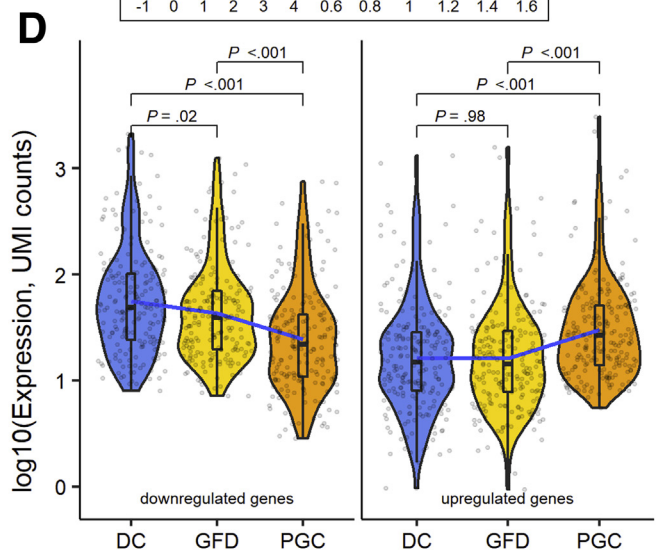 -1 0 1 2 3 4 0.6 0.8 1 1.2 1.4 1.6
D
P <.001 P <.001
P <.001 P <.001
P = .02 P = .98
log10(Expression, UMI counts)
3
2
1
0
downregulated genes upregulated genes
DC GFD PGC DC GFD PGC